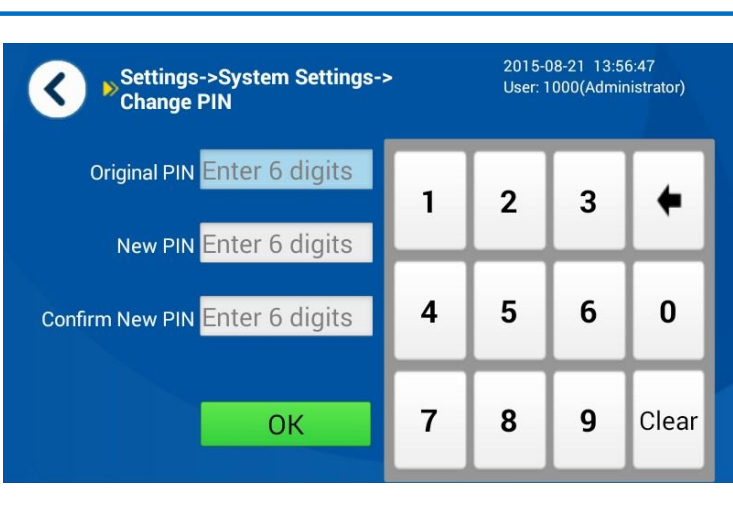 Settings->System Settings->
Change PIN
2015-08-21 13:56:47
User: 1000(Administrator)
Original PIN Enter 6 digits
New PIN Enter 6 digits
Confirm New PIN Enter 6 digits
OK
1 2 3
4 5 6 0
7 8 9 Clear